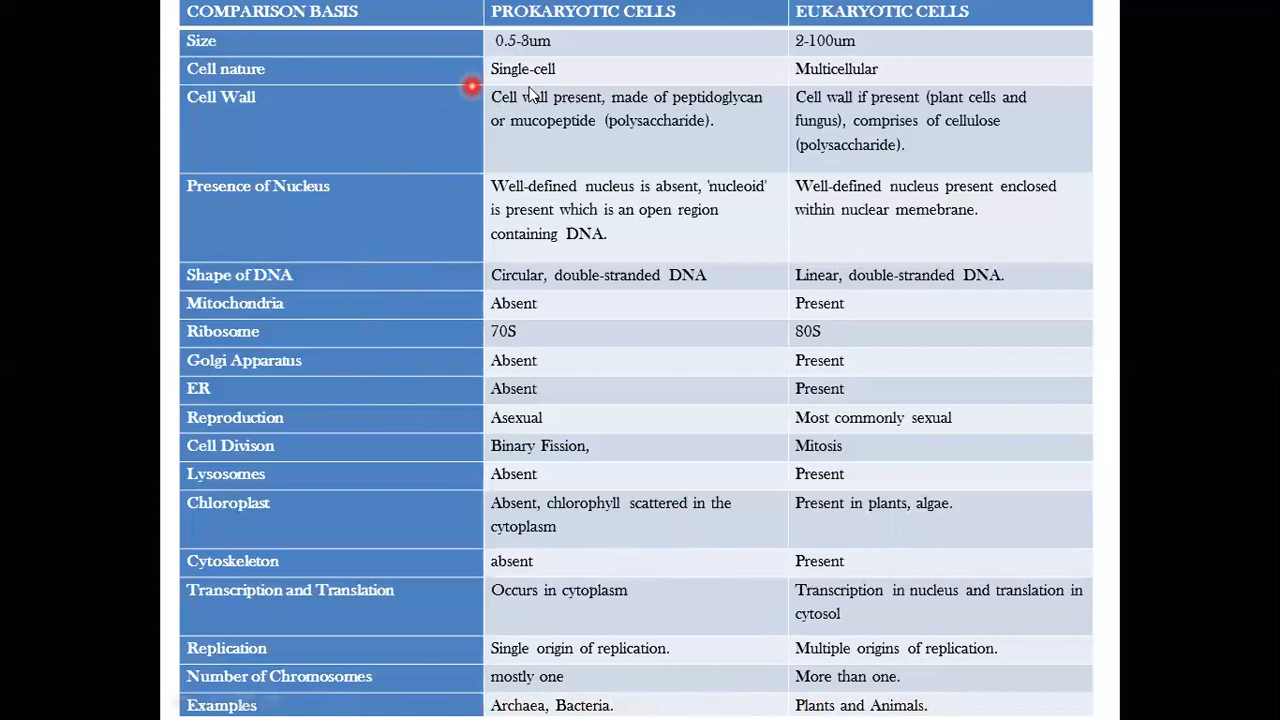 COMPARISON BASIS PROKARYOTIC CELLS EUKARYOTIC CELLS
Size 0.5-3um 2-100um
Cell nature Single-cell Multicellular
Cell Wall Cell wall present, made of peptidoglycan Cell wall if present (plant cells and
or mucopeptide (polysaccharide). fungus), comprises of cellulose
(polysaccharide).
Presence of Nucleus Well-defined nucleus is absent, 'nucleoid' Well-defined nucleus present enclosed
is present which is an open region within nuclear memebrane.
containing DNA.
Shape of DNA Circular, double-stranded DNA Linear, double-stranded DNA.
Mitochondria Absent Present
Ribosome 70S 80S
Golgi Apparatus Absent Present
ER Absent Present
Reproduction Asexual Most commonly sexual
Cell Divison Binary Fission, Mitosis
Lysosomes Absent Present
Chloroplast Absent, chlorophyll scattered in the Present in plants, algae.
cytoplasm
Cytoskeleton absent Present
Transcription and Translation Occurs in cytoplasm Transcription in nucleus and translation in
cytosol
Replication Single origin of replication. Multiple origins of replication.
Number of Chromosomes mostly one More than one.
Examples Archaea, Bacteria. Plants and Animals.